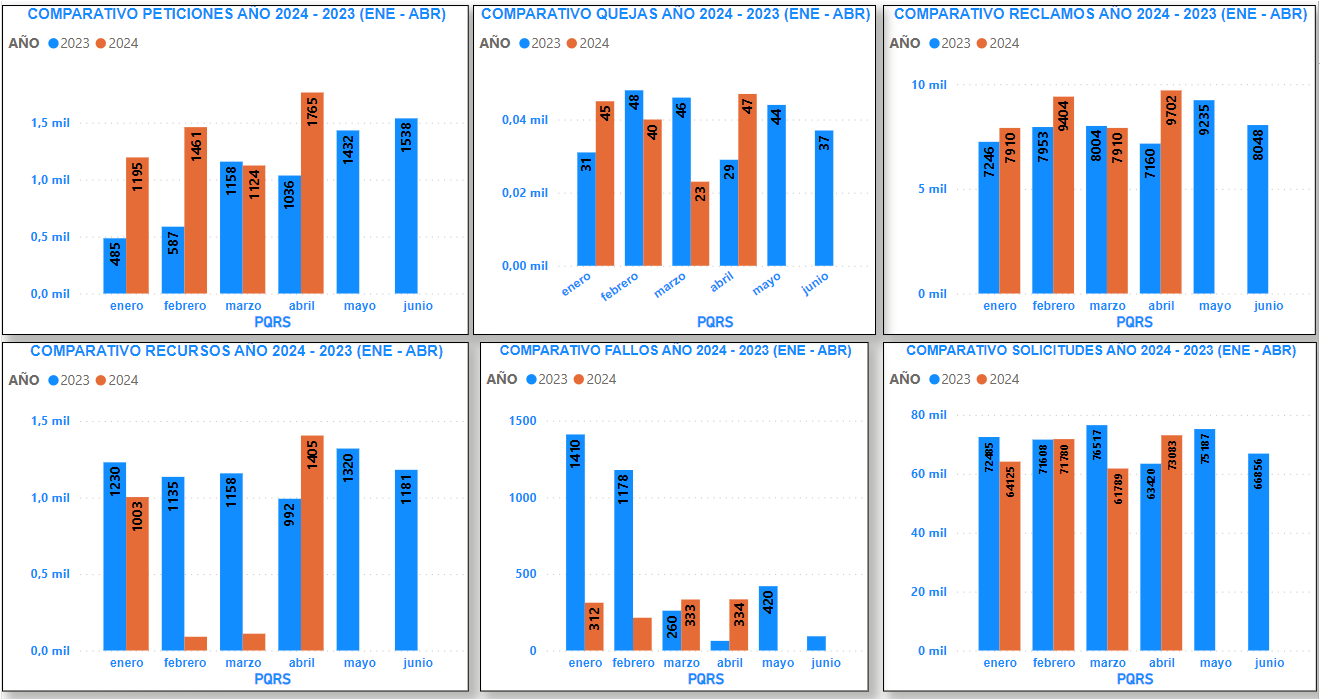 COMPARATIVO PETICIONES AÑO 2024 - 2023 (ENE - ABR)
AÑO 2023 2024
1,5 mil
1,0 mil
0,5 mil
0,0 mil
485 1195 587 1461 1158 1124 1036 1765 1432 1538
enero febrero marzo abril mayo junio
PQRS
COMPARATIVO QUEJAS AÑO 2024 - 2023 (ENE - ABR)
AÑO 2023 2024
0,04 mil
0,02 mil
0,00 mil
31 45 48 40 46 23 29 47 44 37
enero febrero marzo abril mayo junio
PQRS
COMPARATIVO RECLAMOS AÑO 2024 - 2023 (ENE - ABR)
AÑO 2023 2024
10 mil
5 mil
0 mil
7246 7910 7953 9404 8004 7910 7160 9702 9235 8048
enero febrero marzo abril mayo junio
PQRS
COMPARATIVO RECURSOS AÑO 2024 - 2023 (ENE - ABR)
AÑO 2023 2024
1,5 mil
1,0 mil
0,5 mil
0,0 mil
1230 1003 1135 1158 992 1405 1320 1181
enero febrero marzo abril mayo junio
PQRS
COMPARATIVO FALLOS AÑO 2024 - 2023 (ENE - ABR)
AÑO 2023 2024
1500
1000
500
0
1410 312 1178 260 333 334 420
enero febrero marzo abril mayo junio
PQRS
COMPARATIVO SOLICITUDES AÑO 2024 - 2023 (ENE - ABR)
AÑO 2023 2024
80 mil
60 mil
40 mil
20 mil
0 mil
72485 64125 71608 71780 76517 61789 63420 73083 75187 66856
enero febrero marzo abril mayo junio
PQRS